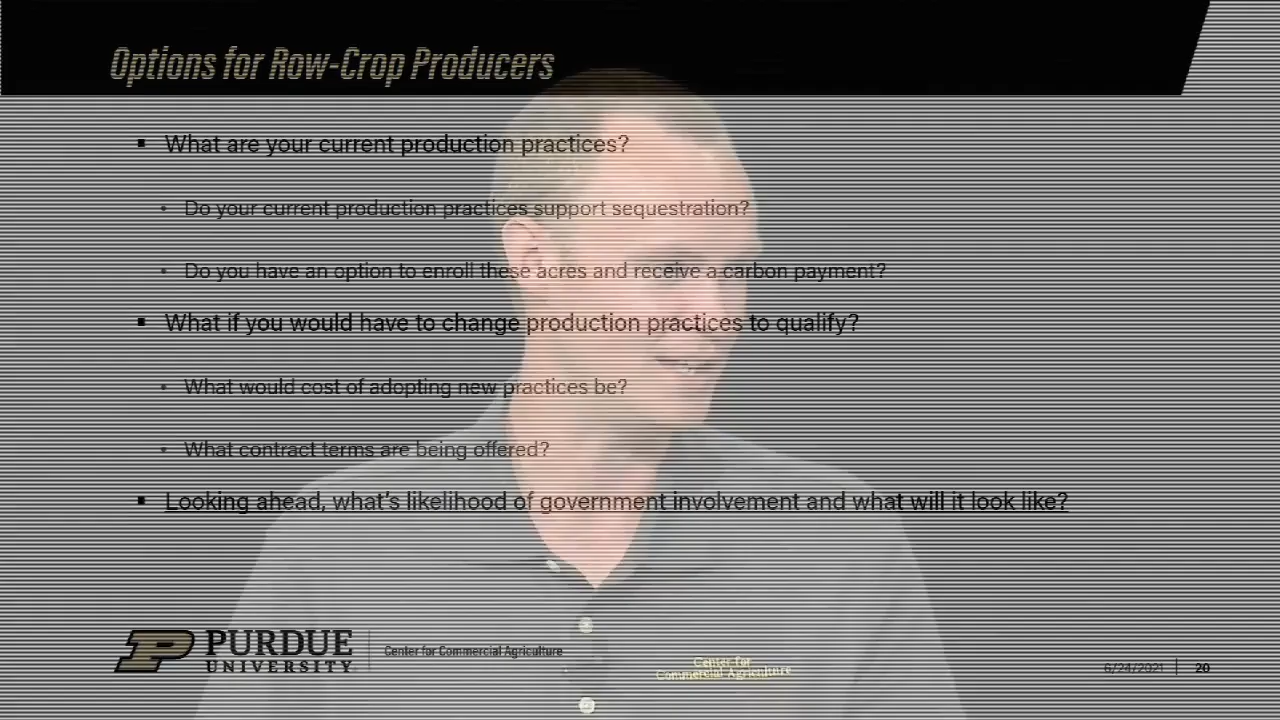 Options for Row-Crop Producers
What are your current production practices?
Do your current production practices support sequestration?
Do you have an option to enroll these acres and receive a carbon payment?
What if you would have to change production practices to qualify?
What would cost of adopting new practices be?
What contract terms are being offered?
Looking ahead, what's likelihood of government involvement and what will it look like?
PURDUE
UNIVERSITY
Center for Commercial Agriculture
Center for
Commercial Agriculture
6/24/2021 | 20